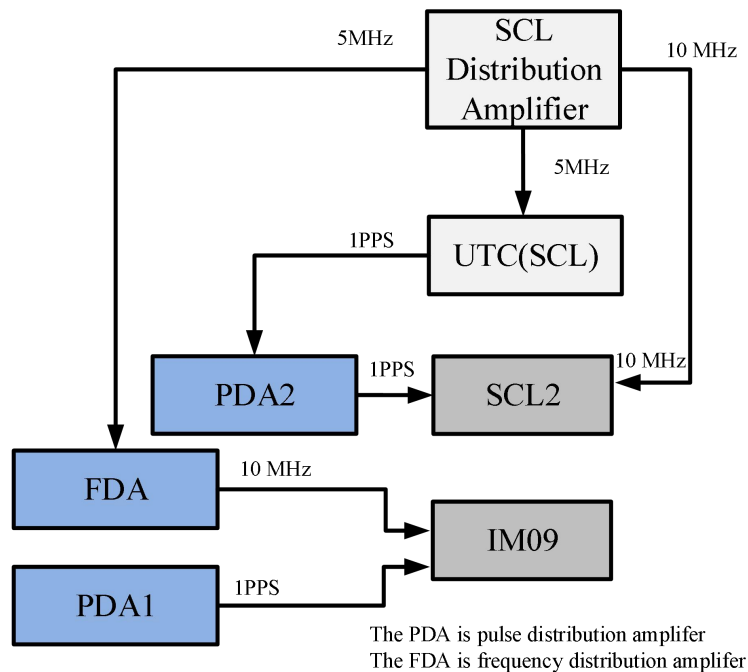 SCL
Distribution
Amplifier
5MHz
10 MHz
5MHz
UTC(SCL)
1PPS
PDA2
1PPS
SCL2
10 MHz
FDA
10 MHz
IM09
PDA1
1PPS
The PDA is pulse distribution amplifer
The FDA is frequency distribution amplifer